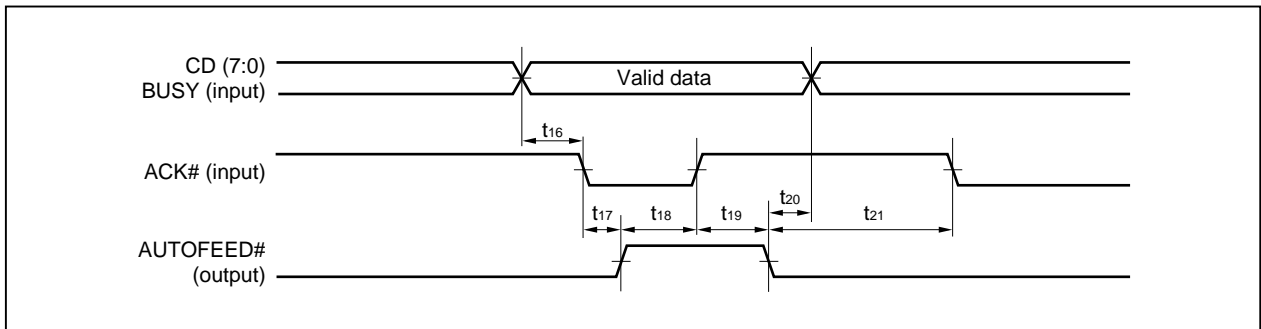 CD (7:0)
BUSY (input)
Valid data
t16
ACK# (input)
t20
t17
t18
t19
t21
AUTOFEED#
(output)